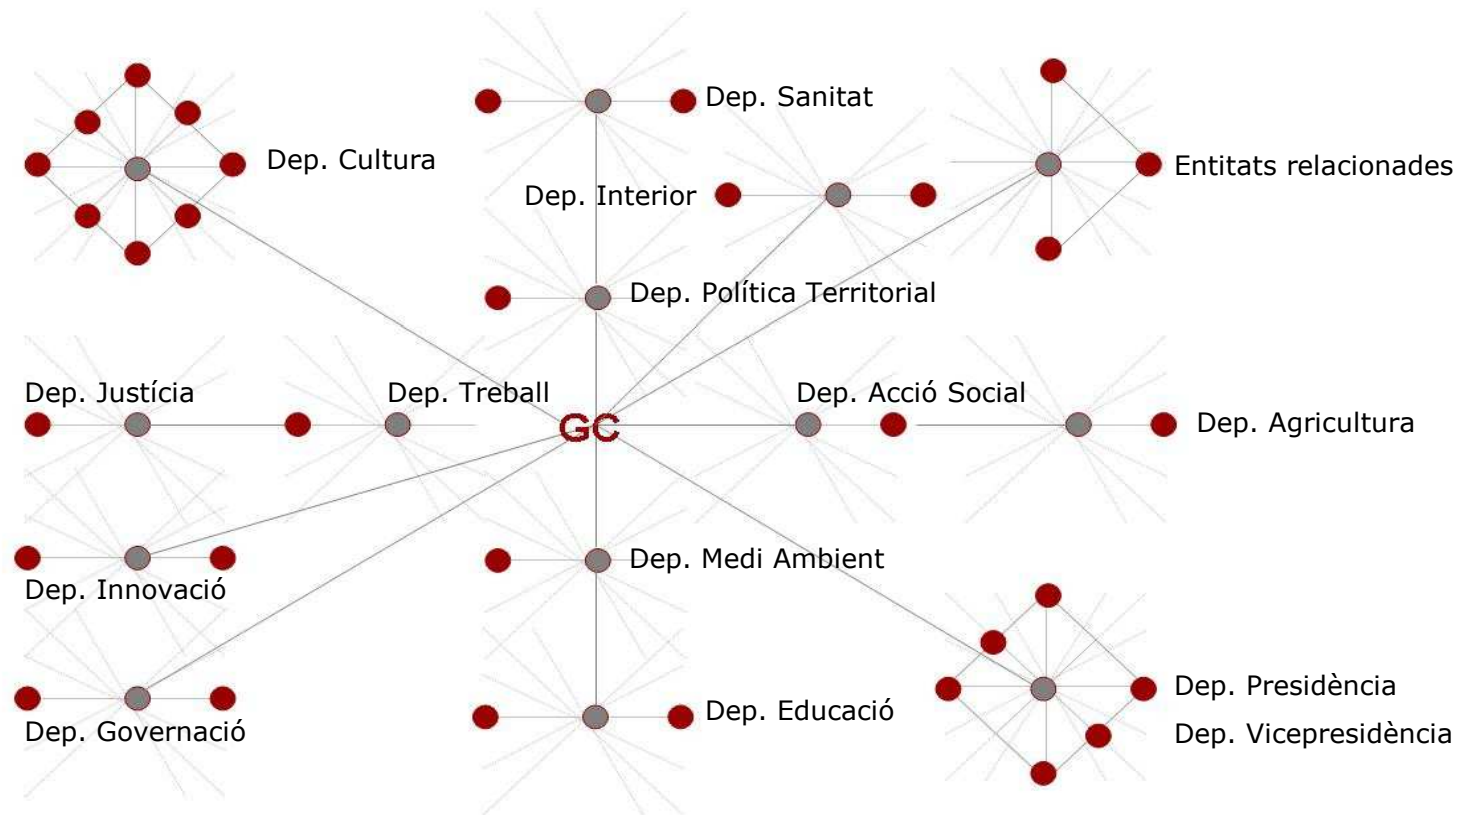 Dep. Sanitat
Dep. Cultura
Entitats relacionades
Dep. Interior
Dep. Política Territorial
Dep. Justícia
Dep. Treball
Dep. Acció Social
Dep. Agricultura
GC
Dep. Medi Ambient
Dep. Innovació
Dep. Presidència
Dep. Educació
Dep. Governació
Dep. Vicepresidència